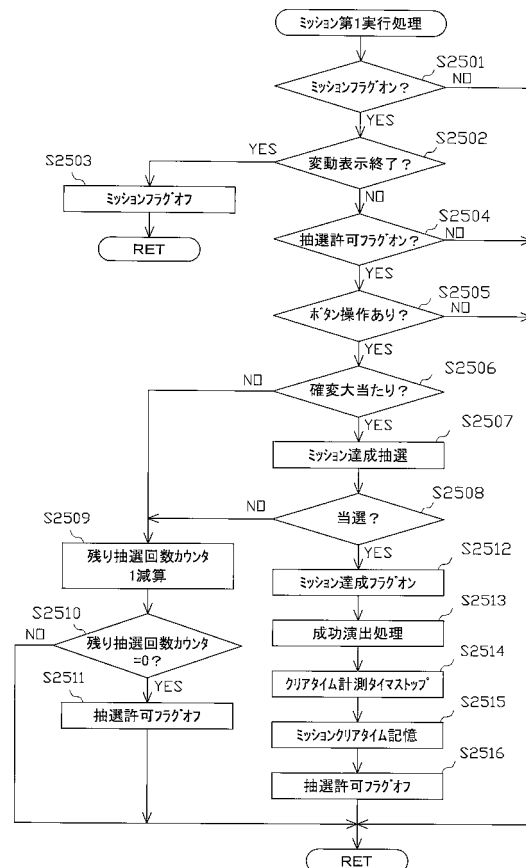 ミッション第1実行処理
S2501
ミッションフラグオン？
NO
YES
S2502
変動表示終了？
YES
NO
S2503
ミッションフラグオフ
RET
S2504
抽選許可フラグオン？
NO
YES
S2505
ボタン操作あり？
NO
YES
S2506
確変大当たり？
NO
YES
S2507
ミッション達成抽選
S2508
当選？
NO
YES
S2509
残り抽選回数カウンタ
1減算
S2510
残り抽選回数カウンタ
=0？
NO
YES
S2511
抽選許可フラグオフ
S2512
ミッション達成フラグオン
S2513
成功演出処理
S2514
クリアタイム計測タイマストップ
S2515
ミッションクリアタイム記憶
S2516
抽選許可フラグオフ
RET